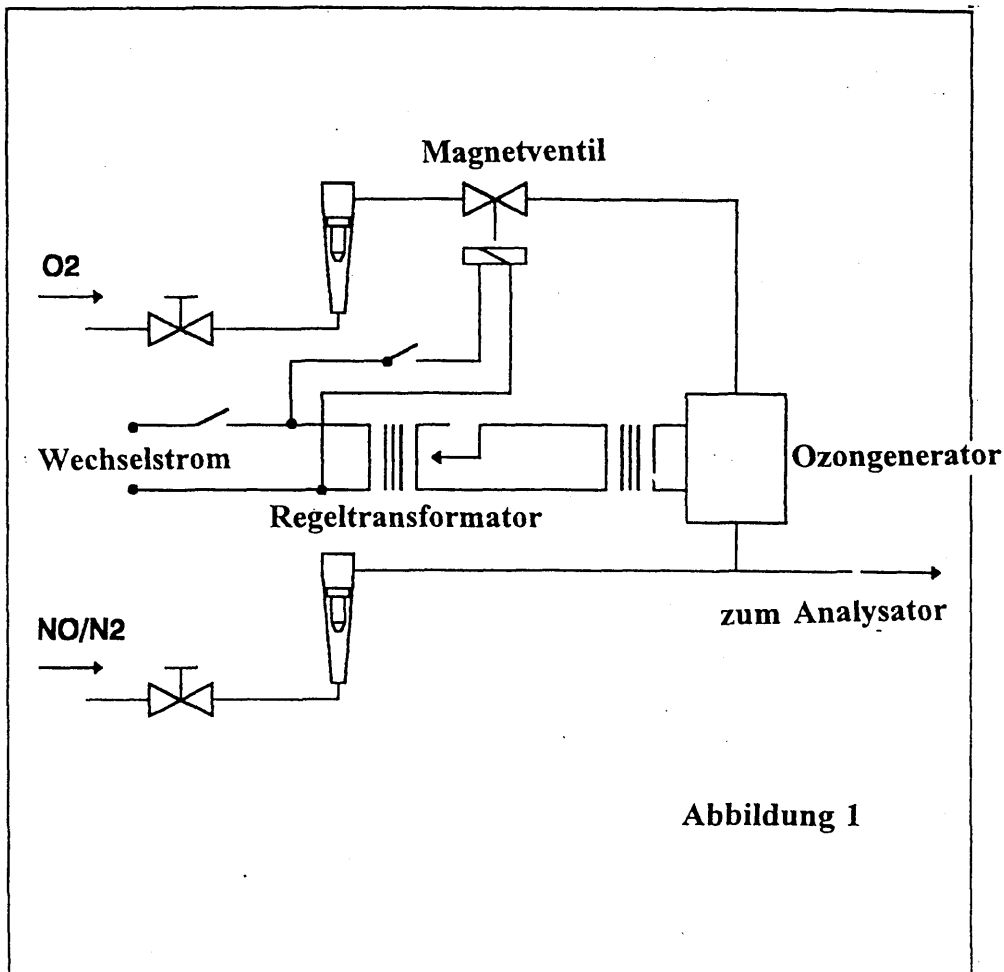 Magnetventil
O2
Wechselstrom
Ozongenerator
Regeltransformator
zum Analysator
NO/N2
Abbildung 1